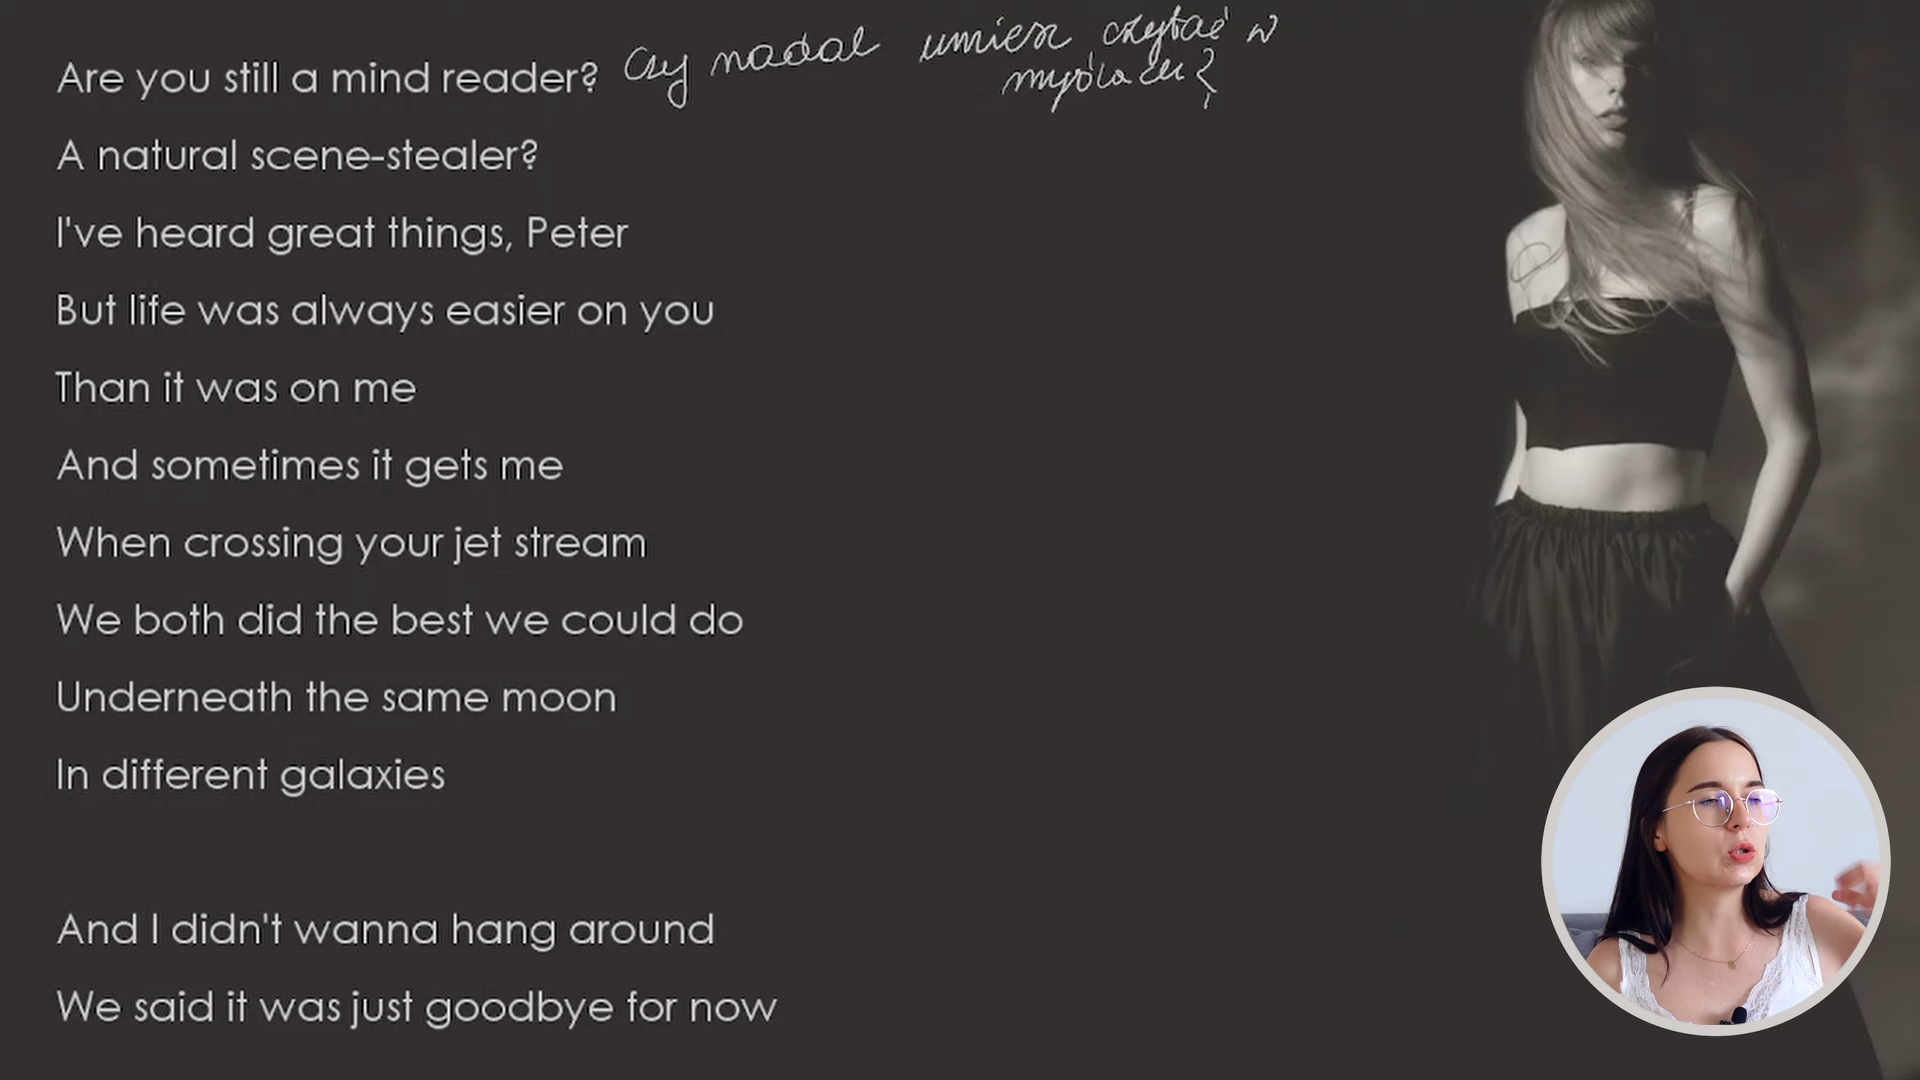 Are you still a mind reader? Czy nadal umiesz czytać w
myślach?
A natural scene-stealer?
I've heard great things, Peter
But life was always easier on you
Than it was on me
And sometimes it gets me
When crossing your jet stream
We both did the best we could do
Underneath the same moon
In different galaxies
And I didn't wanna hang around
We said it was just goodbye for now